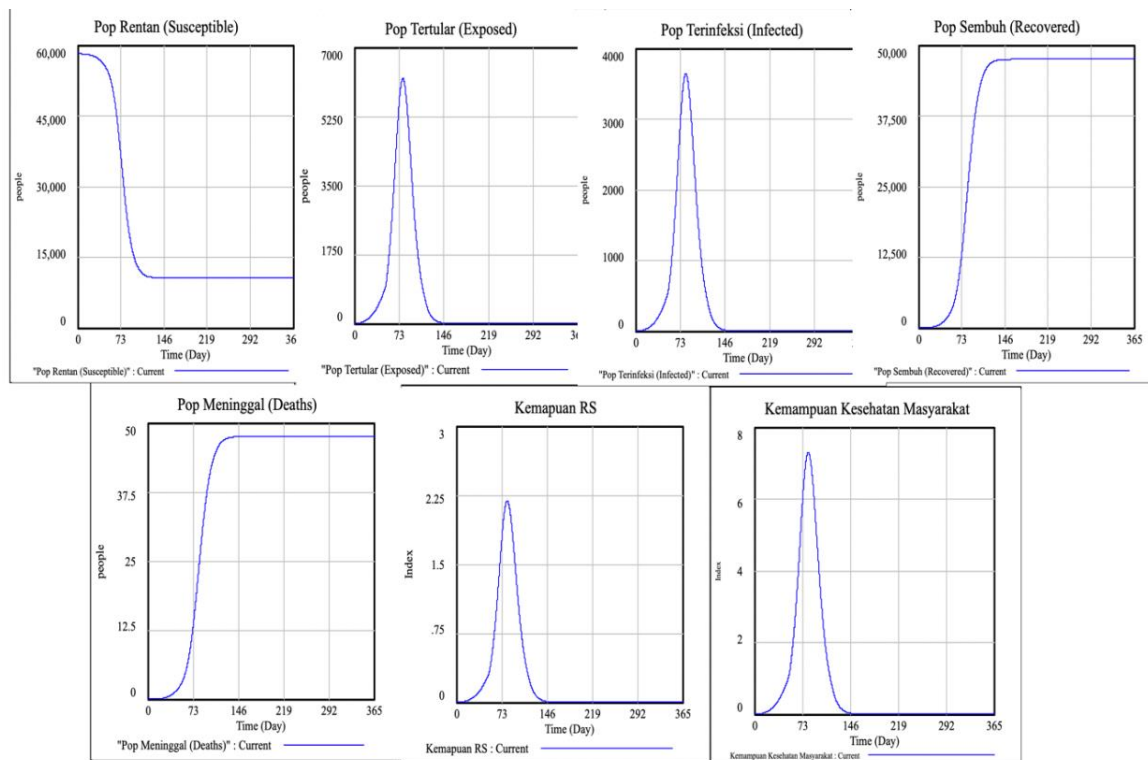 Pop Rentan (Susceptible)
60,000
45,000
30,000
15,000
0
people
0 73 146 219 292 36
Time (Day)
"Pop Rentan (Susceptible)" : Current
Pop Tertular (Exposed)
7000
5250
3500
1750
0
people
0 73 146 219 292 36
Time (Day)
"Pop Tertular (Exposed)" : Current
Pop Terinfeksi (Infected)
4000
3000
2000
1000
0
people
0 73 146 219 292 36
Time (Day)
"Pop Terinfeksi (Infected)" : Current
Pop Sembuh (Recovered)
50,000
37,500
25,000
12,500
0
people
0 73 146 219 292 365
Time (Day)
"Pop Sembuh (Recovered)" : Current
Pop Meninggal (Deaths)
50
37.5
25
12.5
0
people
0 73 146 219 292 365
Time (Day)
"Pop Meninggal (Deaths)" : Current
Kemapuan RS
3
2.25
1.5
.75
0
Index
0 73 146 219 292 365
Time (Day)
Kemapuan RS : Current
Kemampuan Kesehatan Masyarakat
8
6
4
2
0
Index
0 73 146 219 292 365
Time (Day)
Kemampuan Kesehatan Masyarakat : Current